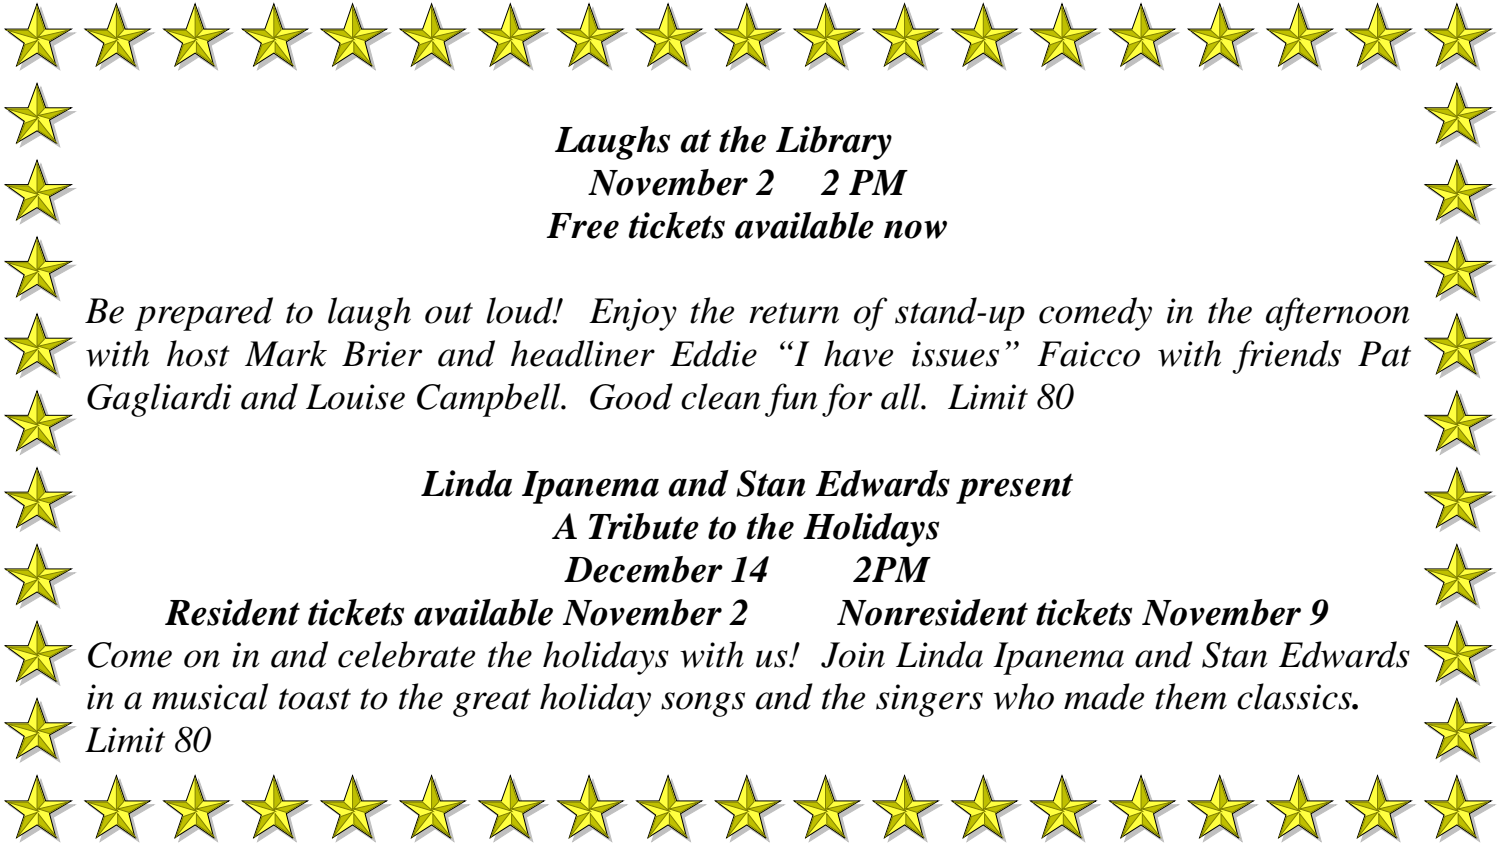 Laughs at the Library
November 2 2 PM
Free tickets available now
Be prepared to laugh out loud! Enjoy the return of stand-up comedy in the afternoon
with host Mark Brier and headliner Eddie “I have issues” Faicco with friends Pat
Gagliardi and Louise Campbell. Good clean fun for all. Limit 80
Linda Ipanema and Stan Edwards present
A Tribute to the Holidays
December 14 2PM
Resident tickets available November 2 Nonresident tickets November 9
Come on in and celebrate the holidays with us! Join Linda Ipanema and Stan Edwards
in a musical toast to the great holiday songs and the singers who made them classics.
Limit 80